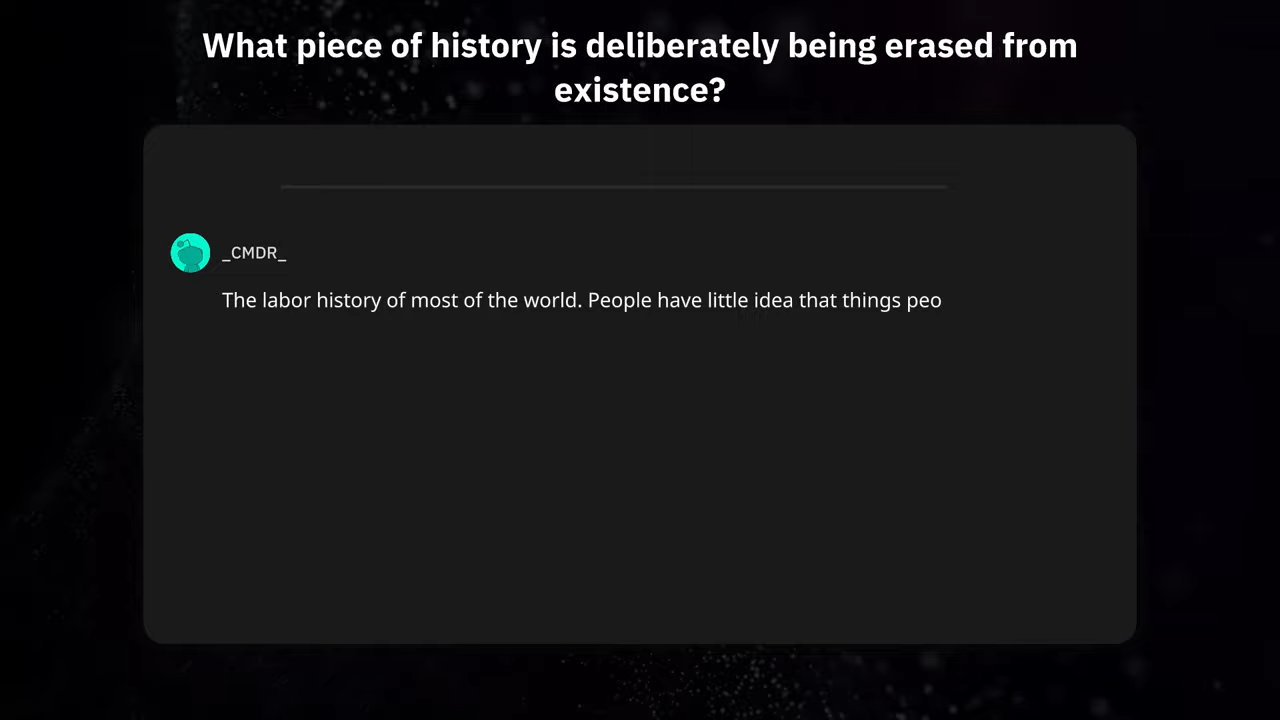 What piece of history is deliberately being erased from
existence?
_CMDR_
The labor history of most of the world. People have little idea that things peo